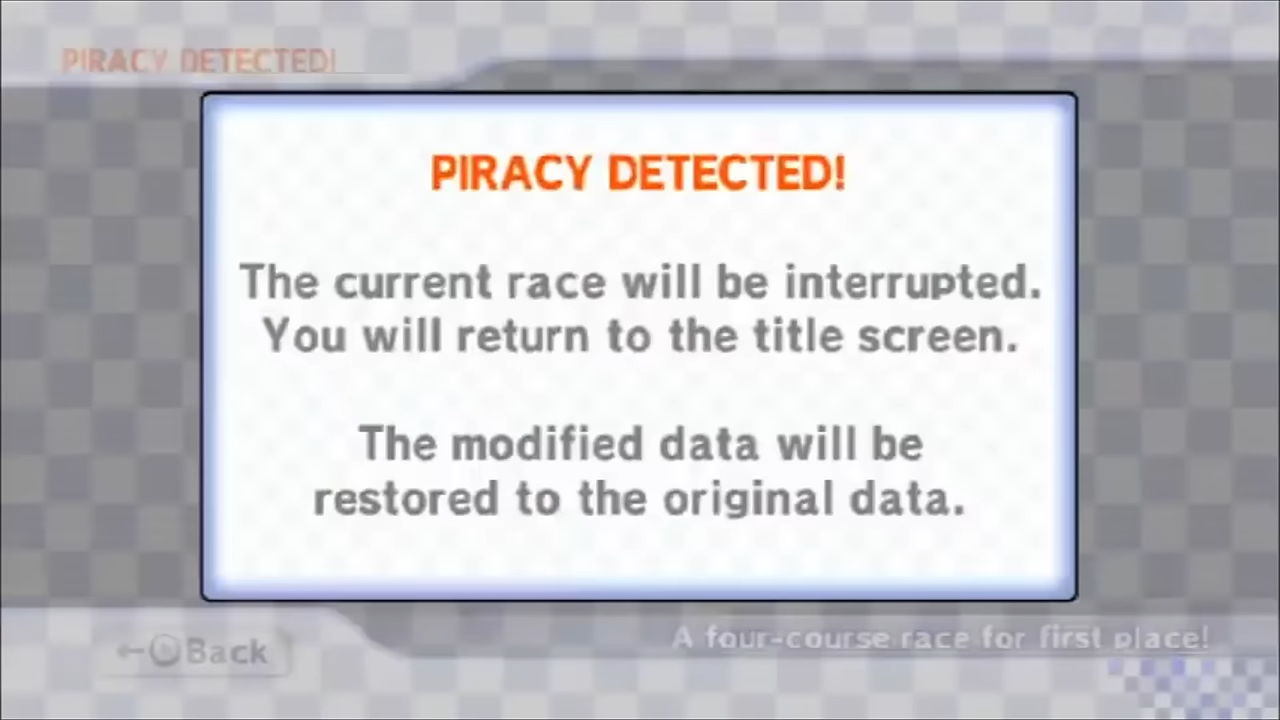 PIRACY DETECTED!
PIRACY DETECTED!
The current race will be interrupted.
You will return to the title screen.
The modified data will be
restored to the original data.
Back
A four-course race for first place!